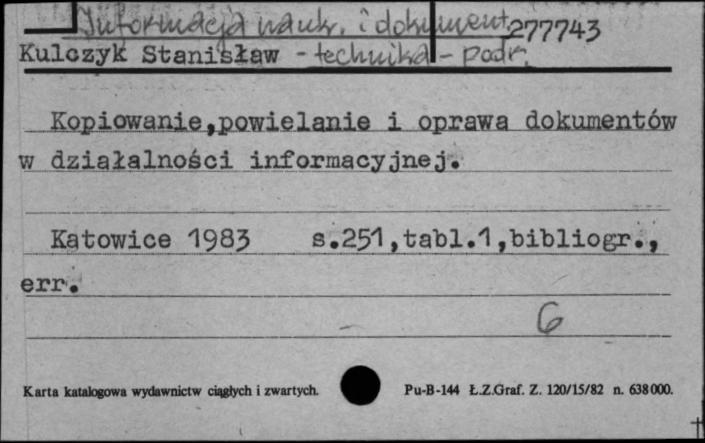 Informacja nauk. i dokument. 277743
Kulczyk Stanisław - technika - podr.
Kopiowanie,powielanie i oprawa dokumentów
w działalności informacyjnej.
Katowice 1983 s.251,tabl.1,bibliogr.,
err.
6
Karta katalogowa wydawnictw ciągłych i zwartych. Pu-B-144 Ł.Z.Graf. Z. 120/15/82 n. 638000.